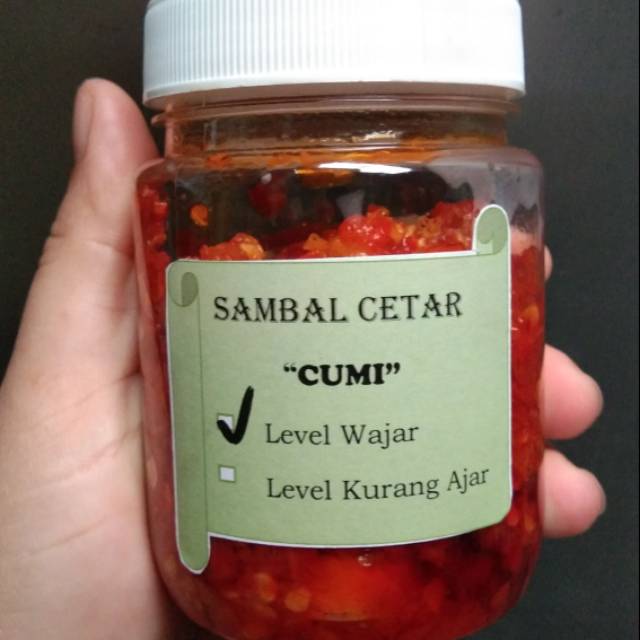 SAMBAL CETAR
“CUMI”
Level Wajar
Level Kurang Ajar